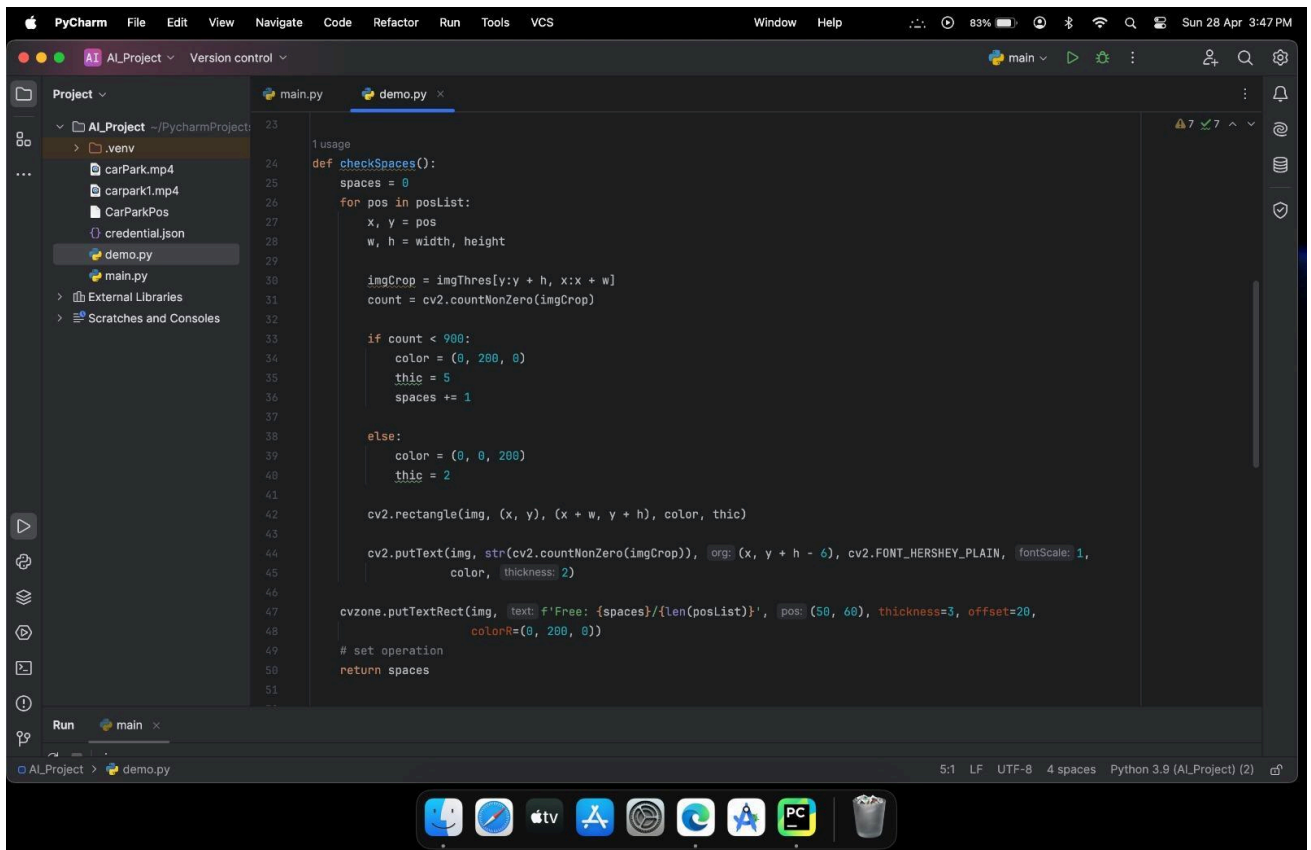 PyCharm File Edit View Navigate Code Refactor Run Tools VCS Window Help 83% Sun 28 Apr 3:47 PM
AI AI_Project Version control main
Project main.py demo.py
AI_Project ~/PycharmProject
.venv
carPark.mp4
carpark1.mp4
CarParkPos
credential.json
demo.py
main.py
External Libraries
Scratches and Consoles
7 7
23
1 usage
24 def checkSpaces():
25 spaces = 0
26 for pos in posList:
27 x, y = pos
28 w, h = width, height
29
30 imgCrop = imgThres[y:y + h, x:x + w]
31 count = cv2.countNonZero(imgCrop)
32
33 if count < 900:
34 color = (0, 200, 0)
35 thic = 5
36 spaces += 1
37
38 else:
39 color = (0, 0, 200)
40 thic = 2
41
42 cv2.rectangle(img, (x, y), (x + w, y + h), color, thic)
43
44 cv2.putText(img, str(cv2.countNonZero(imgCrop)), org: (x, y + h - 6), cv2.FONT_HERSHEY_PLAIN, fontScale: 1,
45 color, thickness: 2)
46
47 cvzone.putTextRect(img, text: f'Free: {spaces}/{len(posList)}', pos: (50, 60), thickness=3, offset=20,
48 colorR=(0, 200, 0))
49 # set operation
50 return spaces
51
Run main
AI_Project > demo.py 5:1 LF UTF-8 4 spaces Python 3.9 (AI_Project) (2)
tv PC